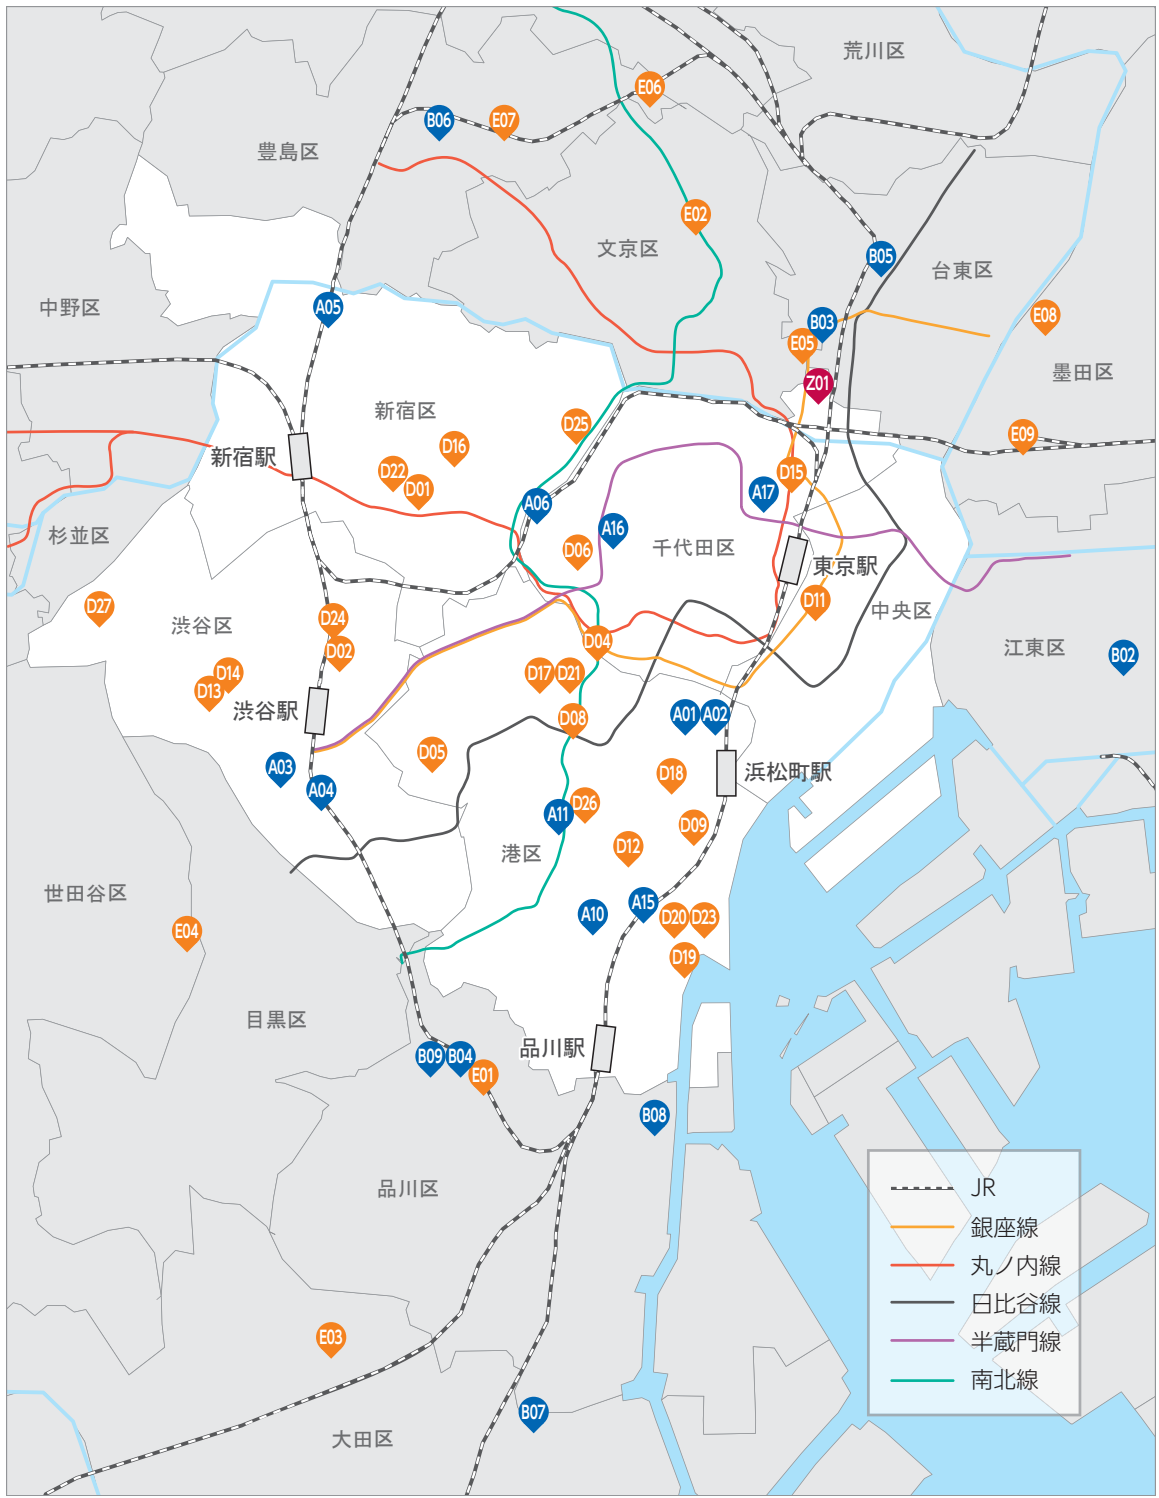 荒川区
E06
B06
E07
豊島区
E02
文京区
B05
台東区
中野区
A05
B03
E08
E05
墨田区
Z01
新宿区
D25
E09
D16
新宿駅
D22
D15
D01
A17
A06
A16
杉並区
D06
千代田区
東京駅
D27
D11
中央区
渋谷区
D24
D04
江東区
D02
B02
D14
D17
D21
D13
渋谷駅
D08
A01
A02
D05
A03
D18
浜松町駅
A04
D26
A11
D09
港区
D12
世田谷区
A15
A10
D20
D23
E04
D19
目黒区
品川駅
B09
B04
E01
B08
品川区
JR
銀座線
丸ノ内線
日比谷線
半蔵門線
南北線
E03
B07
大田区